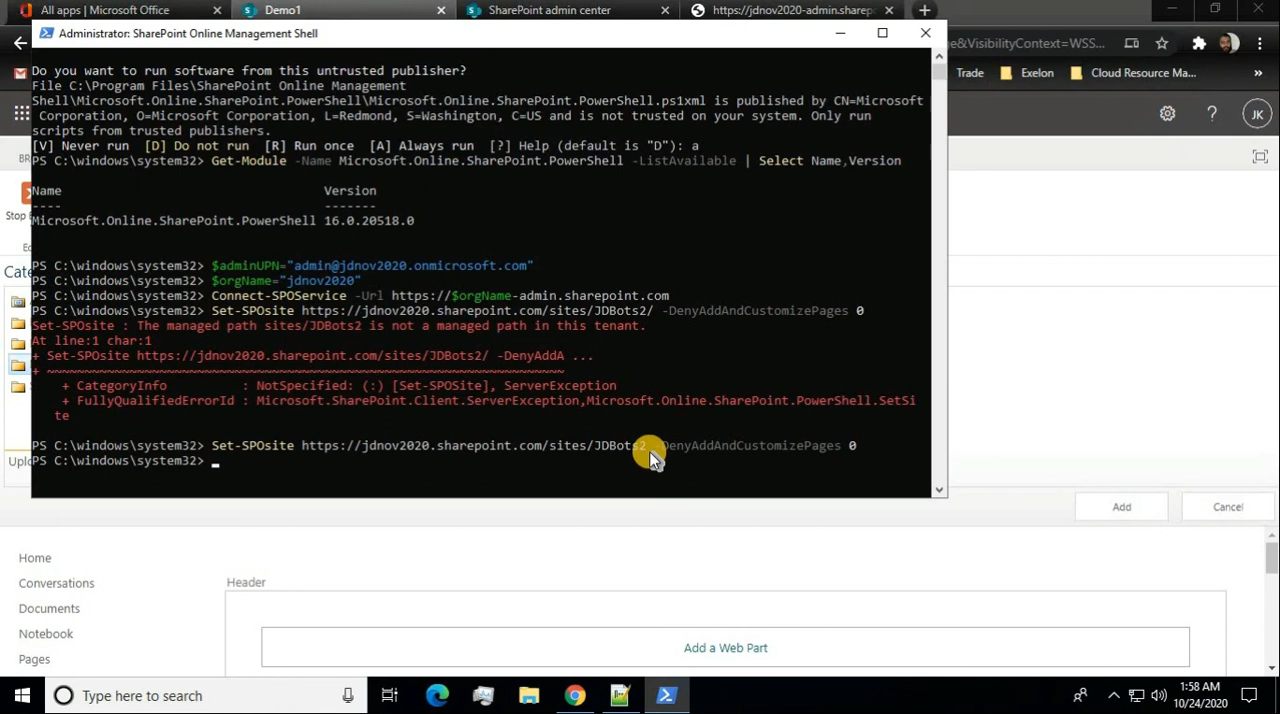 All apps | Microsoft Office
Demo1
SharePoint admin center
https://jdnov2020-admin.sharep
Administrator: SharePoint Online Management Shell
e&VisibilityContext=WSS...
Trade
Exelon
Cloud Resource Ma...
»
JK
Do you want to run software from this untrusted publisher?
File C:\Program Files\SharePoint Online Management
Shell\Microsoft.Online.SharePoint.PowerShell\Microsoft.Online.SharePoint.PowerShell.ps1xml is published by CN=Microsoft
Corporation, O=Microsoft Corporation, L=Redmond, S=Washington, C=US and is not trusted on your system. Only run
scripts from trusted publishers.
[V] Never run [D] Do not run [R] Run once [A] Always run [?] Help (default is "D"): a
PS C:\windows\system32> Get-Module -Name Microsoft.Online.SharePoint.PowerShell -ListAvailable | Select Name,Version
Name Version
---- -------
Microsoft.Online.SharePoint.PowerShell 16.0.20518.0
PS C:\windows\system32> $adminUPN="admin@jdnov2020.onmicrosoft.com"
PS C:\windows\system32> $orgName="jdnov2020"
PS C:\windows\system32> Connect-SPOService -Url https://$orgName-admin.sharepoint.com
PS C:\windows\system32> Set-SPOsite https://jdnov2020.sharepoint.com/sites/JDBots2/ -DenyAddAndCustomizePages 0
Set-SPOsite : The managed path sites/JDBots2 is not a managed path in this tenant.
At line:1 char:1
+ Set-SPOsite https://jdnov2020.sharepoint.com/sites/JDBots2/ -DenyAddA ...
+ ~~~~~~~~~~~~~~~~~~~~~~~~~~~~~~~~~~~~~~~~~~~~~~~~~~~~~~~~~~~~~~~~~~~~~
+ CategoryInfo : NotSpecified: (:) [Set-SPOSite], ServerException
+ FullyQualifiedErrorId : Microsoft.SharePoint.Client.ServerException,Microsoft.Online.SharePoint.PowerShell.SetSi
te
PS C:\windows\system32> Set-SPOsite https://jdnov2020.sharepoint.com/sites/JDBots2 -DenyAddAndCustomizePages 0
PS C:\windows\system32>
BR
Stop
Ec
Cate
Uplo
Add
Cancel
Home
Conversations
Documents
Notebook
Pages
Header
Add a Web Part
Type here to search
1:58 AM
10/24/2020